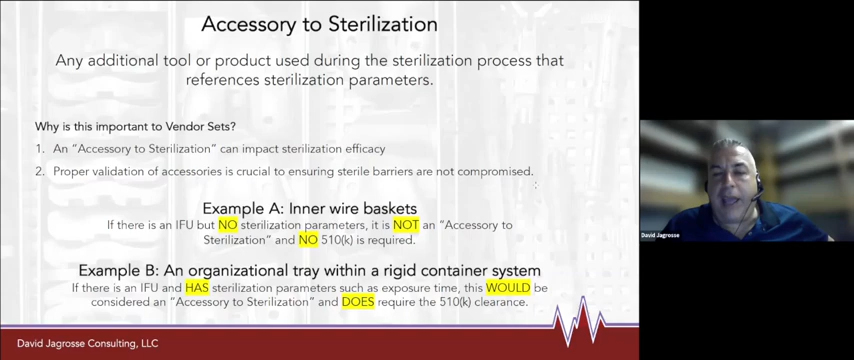 Accessory to Sterilization
Any additional tool or product used during the sterilization process that
references sterilization parameters.
Why is this important to Vendor Sets?
1. An “Accessory to Sterilization” can impact sterilization efficacy
2. Proper validation of accessories is crucial to ensuring sterile barriers are not compromised.
Example A: Inner wire baskets
If there is an IFU but NO sterilization parameters, it is NOT an “Accessory to
Sterilization” and NO 510(k) is required.
Example B: An organizational tray within a rigid container system
If there is an IFU and HAS sterilization parameters such as exposure time, this WOULD be
considered an “Accessory to Sterilization” and DOES require the 510(k) clearance.
David Jagrosse Consulting, LLC
David Jagrosse